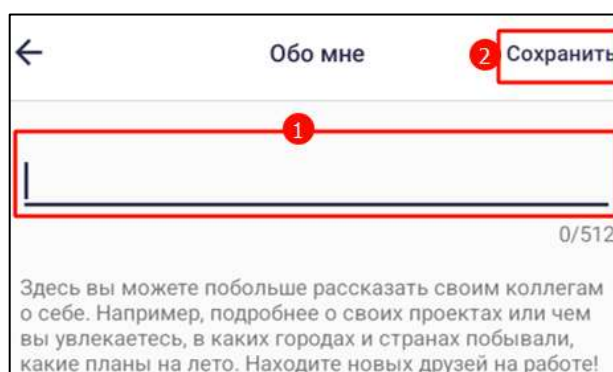 ← Обо мне 2 Сохранить
1
0/512
Здесь вы можете побольше рассказать своим коллегам
о себе. Например, подробнее о своих проектах или чем
вы увлекаетесь, в каких городах и странах побывали,
какие планы на лето. Находите новых друзей на работе!